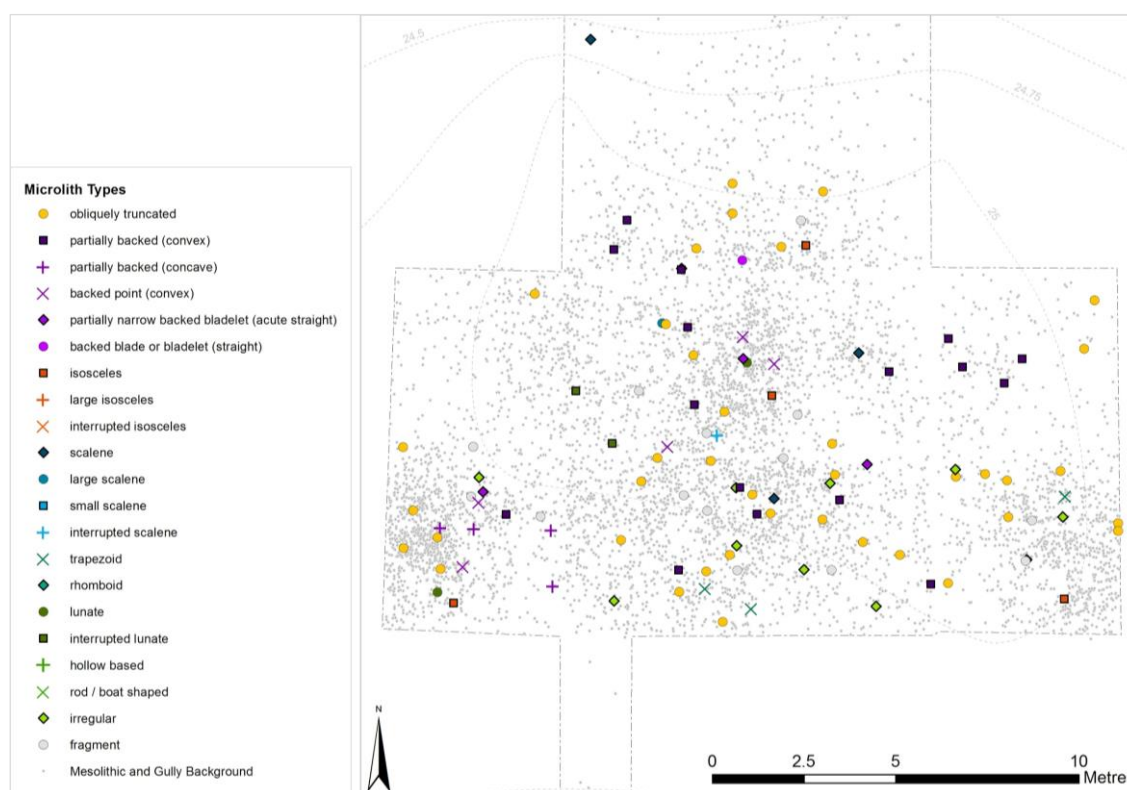 24.5
24.75
25
Microlith Types
obliquely truncated
partially backed (convex)
partially backed (concave)
backed point (convex)
partially narrow backed bladelet (acute straight)
backed blade or bladelet (straight)
isosceles
large isosceles
interrupted isosceles
scalene
large scalene
small scalene
interrupted scalene
trapezoid
rhomboid
lunate
interrupted lunate
hollow based
rod / boat shaped
irregular
fragment
Mesolithic and Gully Background
N
0 2.5 5 10
Metre